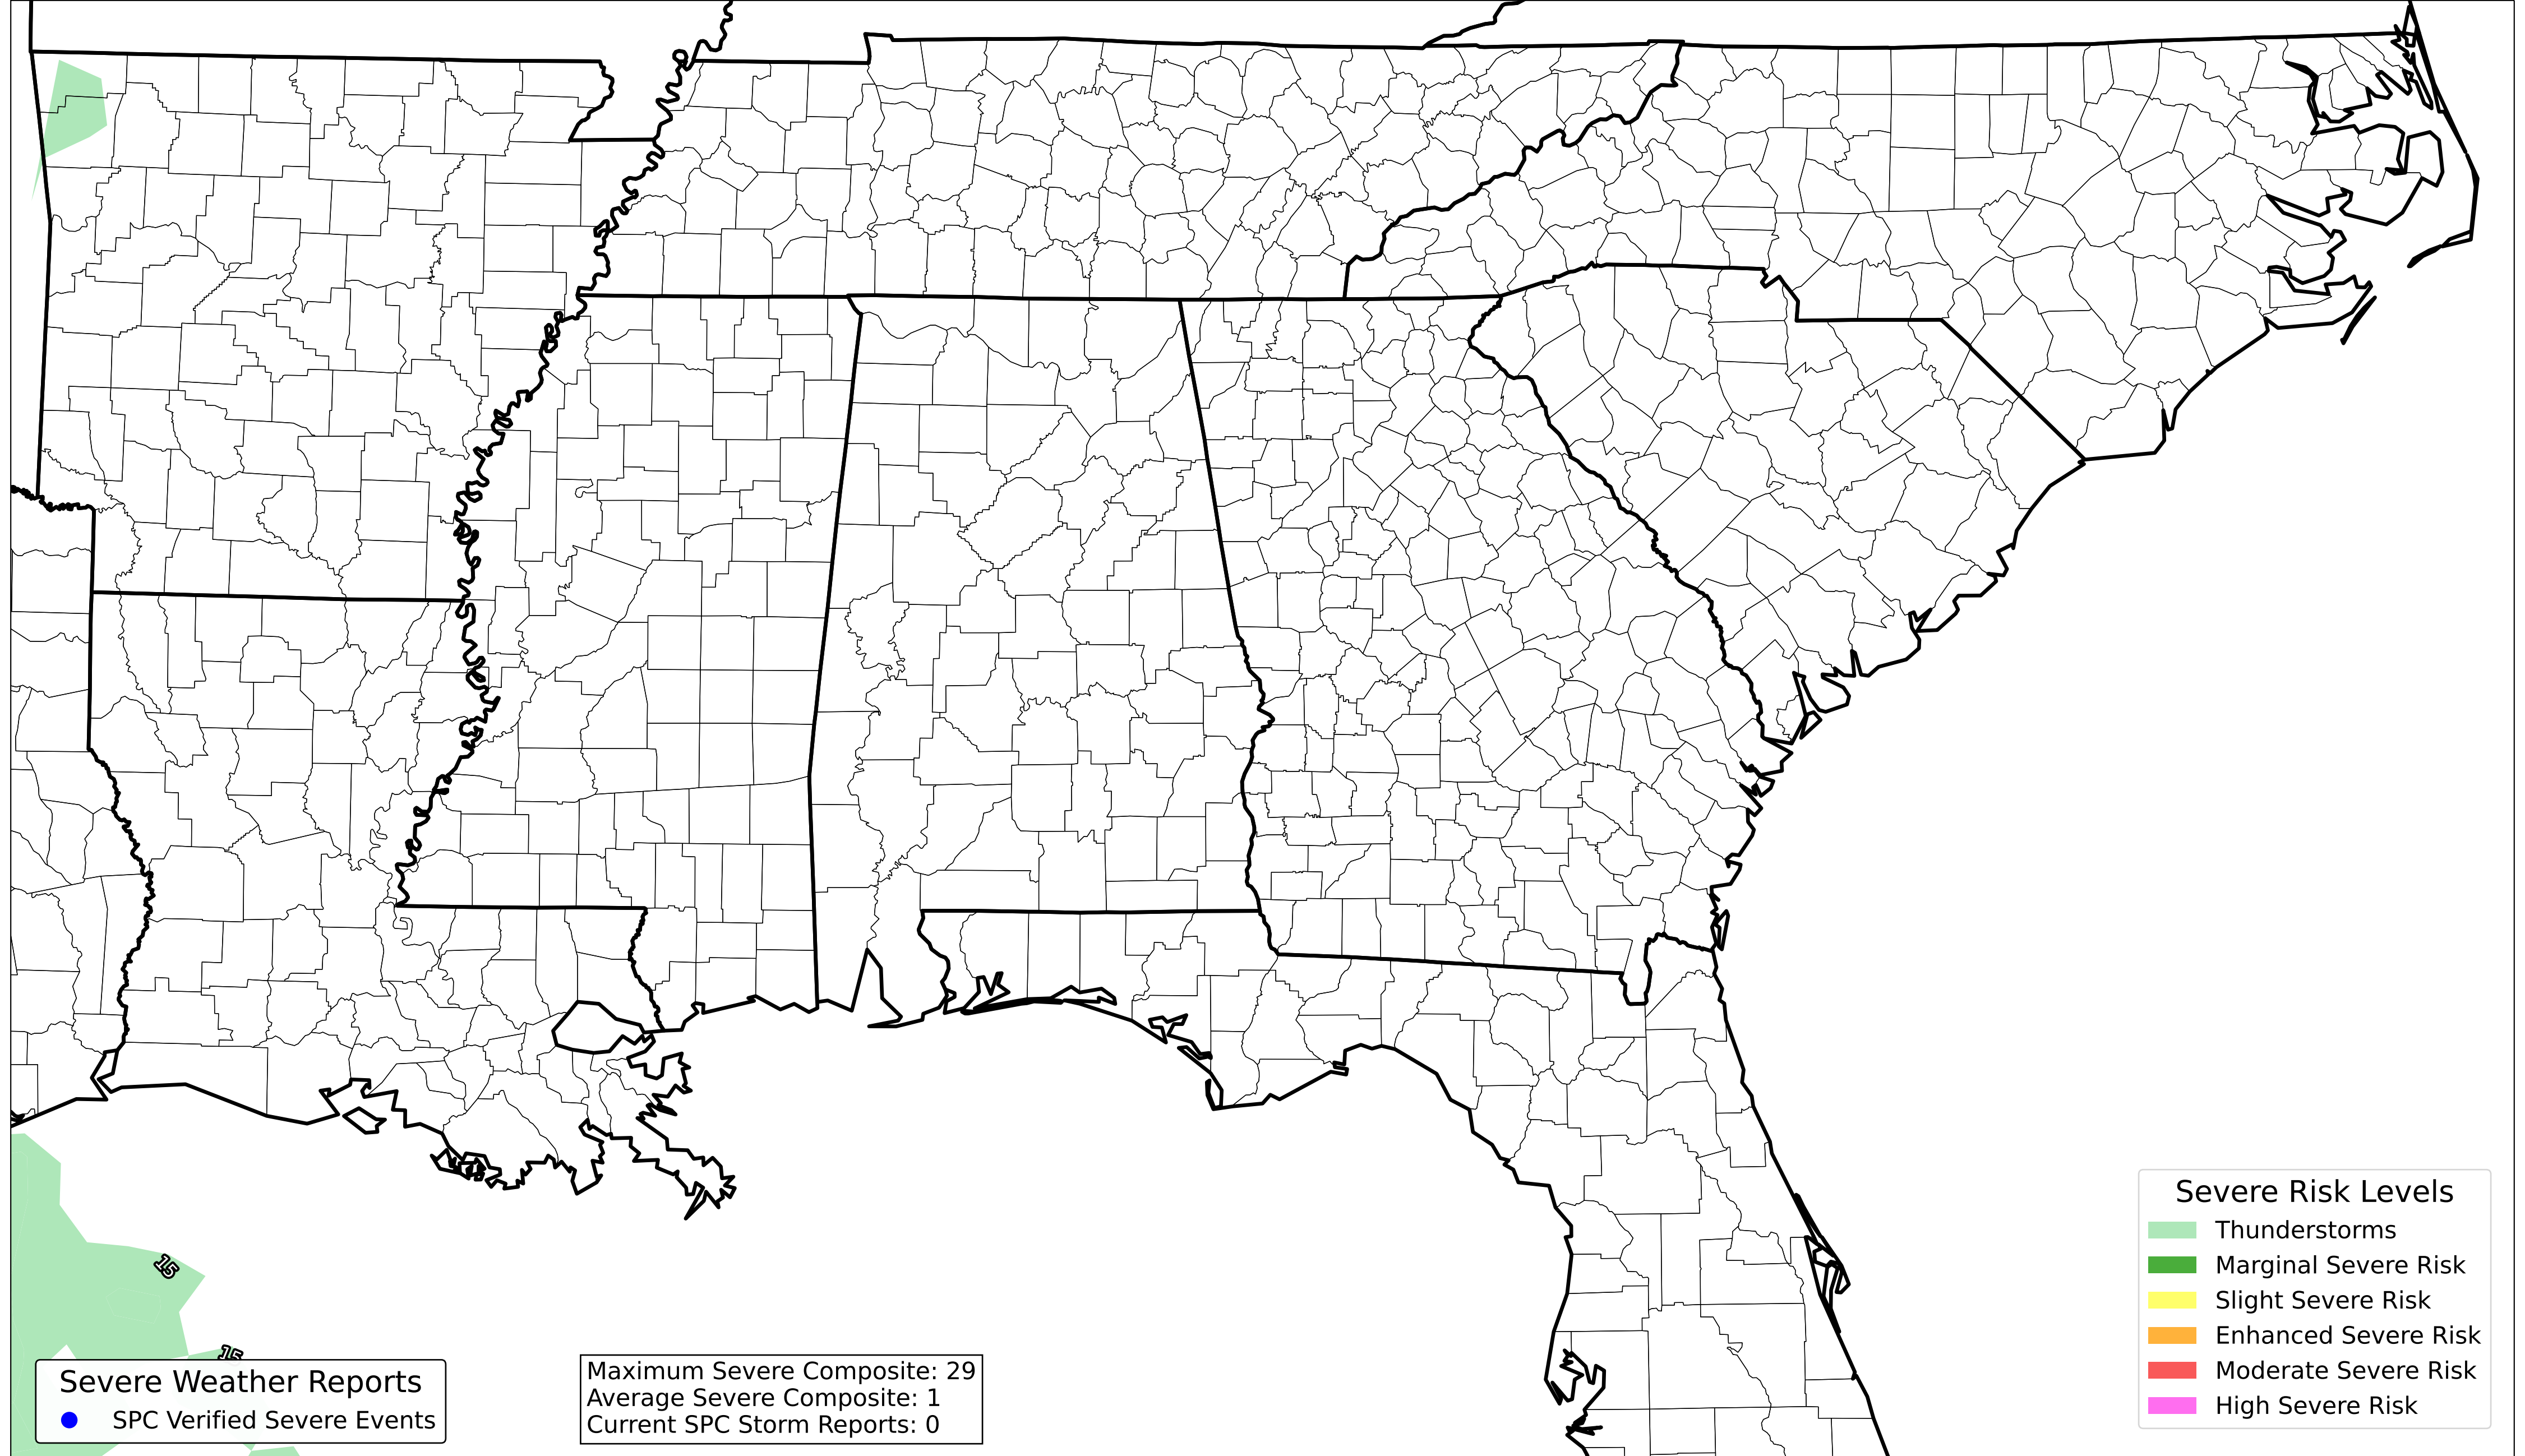 15
15
Severe Weather Reports
SPC Verified Severe Events
Maximum Severe Composite: 29
Average Severe Composite: 1
Current SPC Storm Reports: 0
Severe Risk Levels
Thunderstorms
Marginal Severe Risk
Slight Severe Risk
Enhanced Severe Risk
Moderate Severe Risk
High Severe Risk